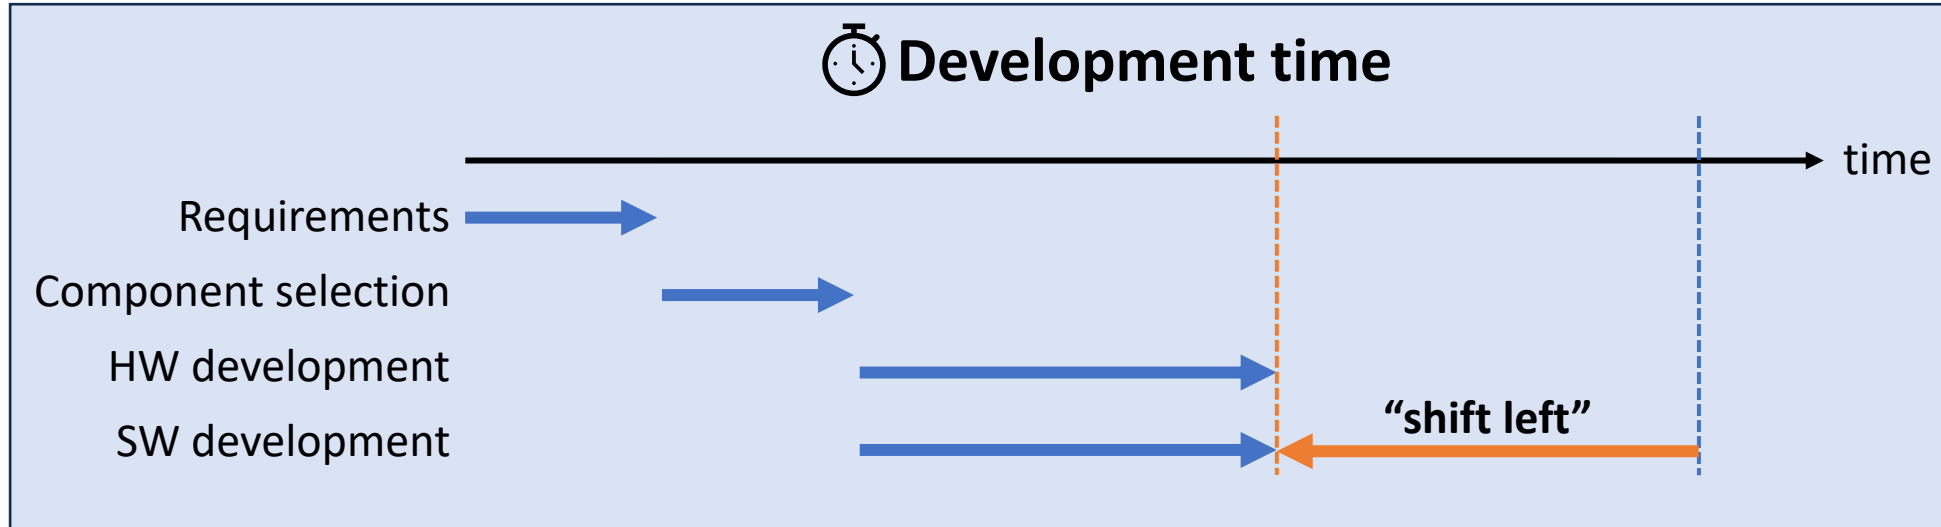 Development time
time
Requirements
Component selection
HW development
SW development
“shift left”